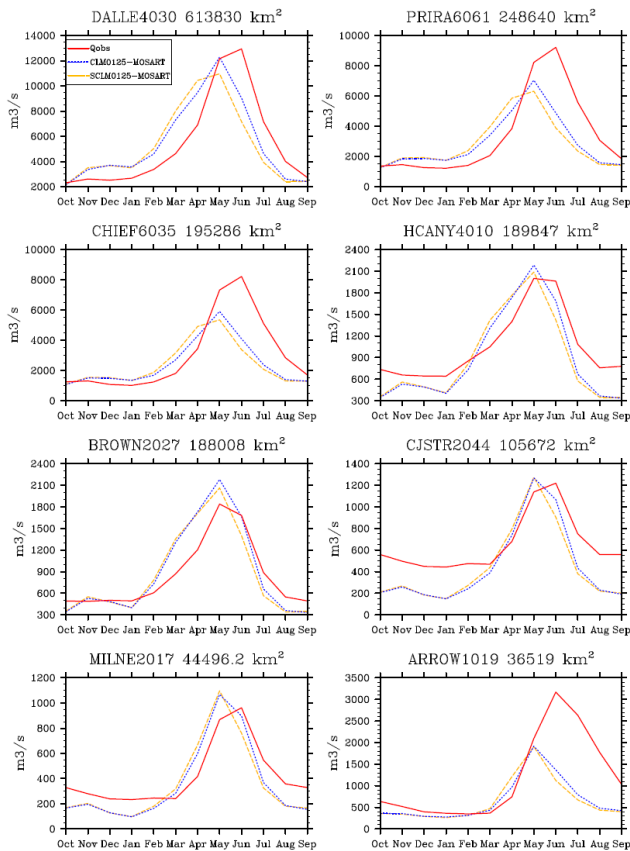 DALLE4030 613830 km²
14000
12000
10000
8000
6000
4000
2000
m3/s
Qobs
CLM0125-MOSART
SCLM0125-MOSART
Oct Nov Dec Jan Feb Mar Apr May Jun Jul Aug Sep
PRIRA6061 248640 km²
10000
8000
6000
4000
2000
0
m3/s
Oct Nov Dec Jan Feb Mar Apr May Jun Jul Aug Sep
CHIEF6035 195286 km²
10000
8000
6000
4000
2000
0
m3/s
Oct Nov Dec Jan Feb Mar Apr May Jun Jul Aug Sep
HCANY4010 189847 km²
2400
2100
1800
1500
1200
900
600
300
m3/s
Oct Nov Dec Jan Feb Mar Apr May Jun Jul Aug Sep
BROWN2027 188008 km²
2400
2100
1800
1500
1200
900
600
300
m3/s
Oct Nov Dec Jan Feb Mar Apr May Jun Jul Aug Sep
CJSTR2044 105672 km²
1400
1200
1000
800
600
400
200
0
m3/s
Oct Nov Dec Jan Feb Mar Apr May Jun Jul Aug Sep
MILNE2017 44496.2 km²
1200
1000
800
600
400
200
0
m3/s
Oct Nov Dec Jan Feb Mar Apr May Jun Jul Aug Sep
ARROW1019 36519 km²
3500
3000
2500
2000
1500
1000
500
0
m3/s
Oct Nov Dec Jan Feb Mar Apr May Jun Jul Aug Sep